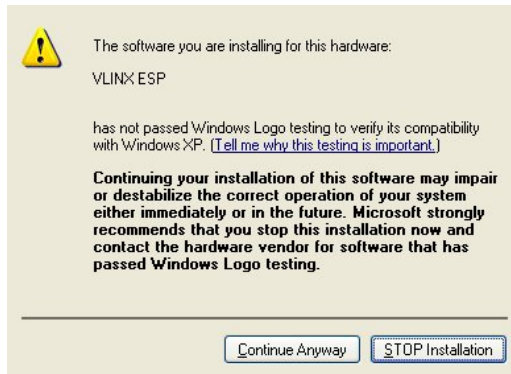 The software you are installing for this hardware:
VLINX ESP
has not passed Windows Logo testing to verify its compatibility
with Windows XP. (Tell me why this testing is important.)
Continuing your installation of this software may impair
or destabilize the correct operation of your system
either immediately or in the future. Microsoft strongly
recommends that you stop this installation now and
contact the hardware vendor for software that has
passed Windows Logo testing.
Continue Anyway
STOP Installation